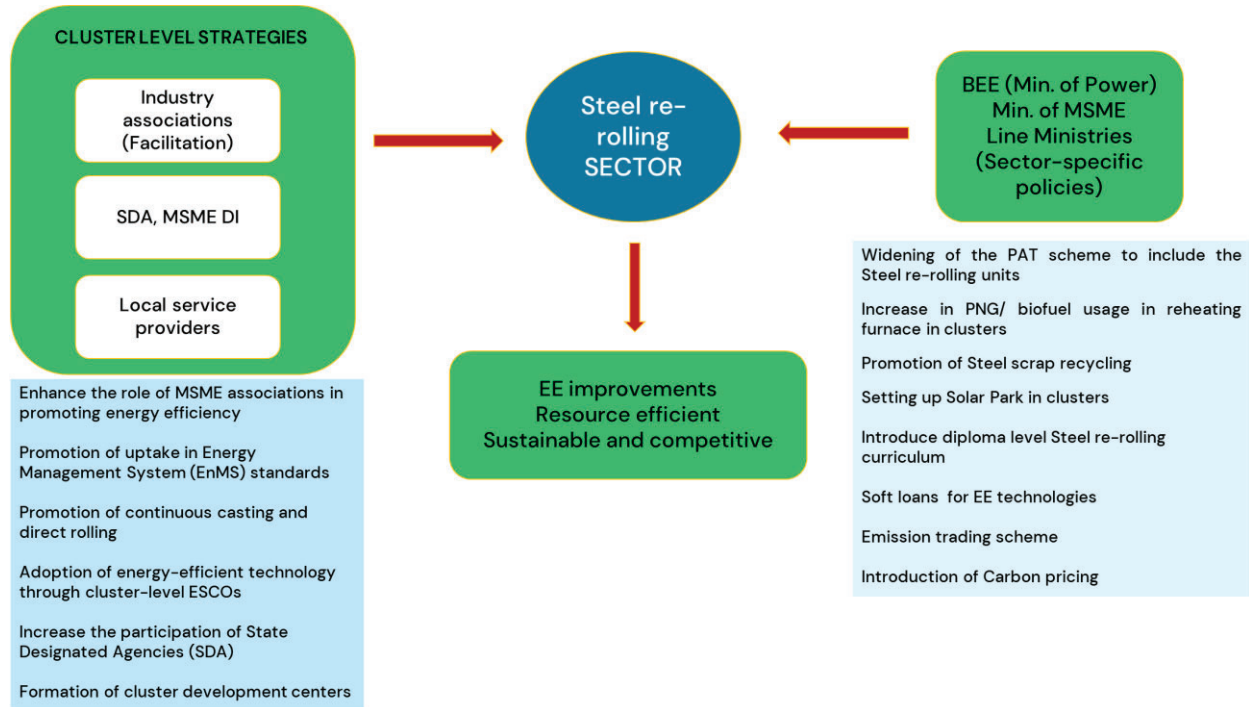 CLUSTER LEVEL STRATEGIES
Industry
associations
(Facilitation)
SDA, MSME DI
Local service
providers
Enhance the role of MSME associations in
promoting energy efficiency
Promotion of uptake in Energy
Management System (EnMS) standards
Promotion of continuous casting and
direct rolling
Adoption of energy-efficient technology
through cluster-level ESCOs
Increase the participation of State
Designated Agencies (SDA)
Formation of cluster development centers
Steel re-
rolling
SECTOR
EE improvements
Resource efficient
Sustainable and competitive
BEE (Min. of Power)
Min. of MSME
Line Ministries
(Sector-specific
policies)
Widening of the PAT scheme to include the
Steel re-rolling units
Increase in PNG/ biofuel usage in reheating
furnace in clusters
Promotion of Steel scrap recycling
Setting up Solar Park in clusters
Introduce diploma level Steel re-rolling
curriculum
Soft loans for EE technologies
Emission trading scheme
Introduction of Carbon pricing